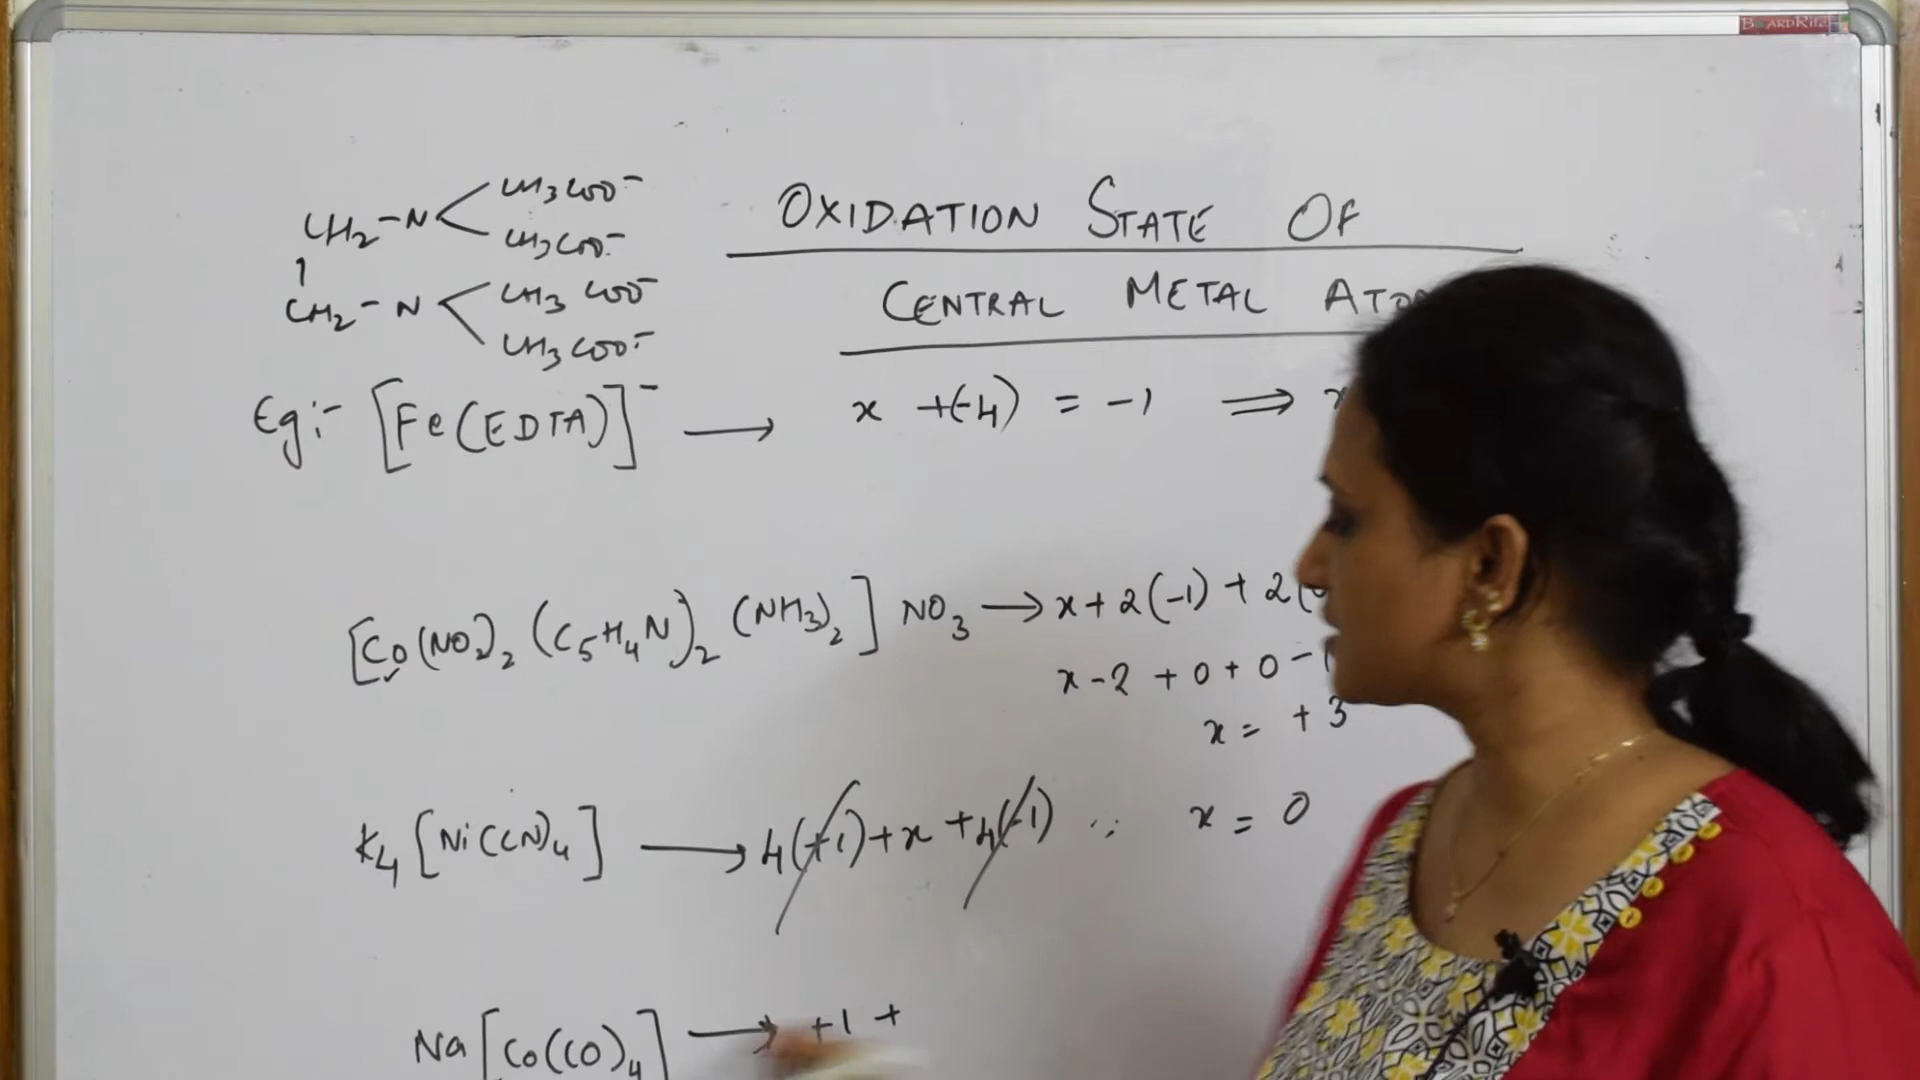 BOARDRITE
CH3COO-
CH2-N
CH3COO-
OXIDATION STATE OF
CH2-N
CH3COO-
CH3COO-
CENTRAL METAL ATO
Eg:- [Fe(EDTA)]- → x +(-4) = -1 ⇒ x
[Co(NO2)2(C5H4N)2(NH3)2]NO3 → x+2(-1)+2(
x-2+0+0-1
x = +3
K4[Ni(CN)4] → 4(+1)+x+4(-1) ∴ x = 0
Na[Co(CO)4] → +1+